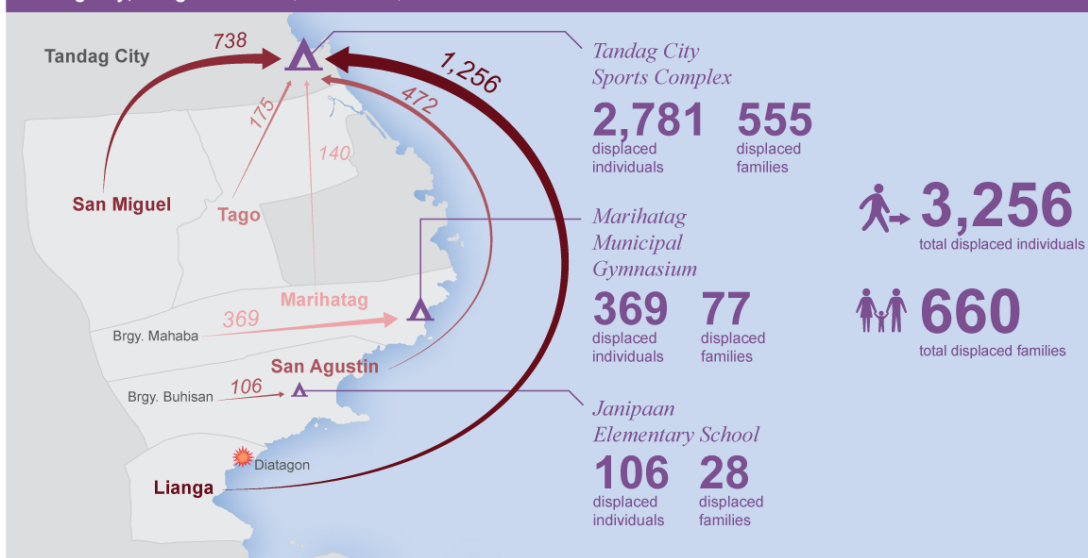 Tandag City
738
1,256
175
472
140
San Miguel
Tago
Marihatag
369
Brgy. Mahaba
San Agustin
106
Brgy. Buhisan
Diatagon
Lianga
Tandag City
Sports Complex
2,781 555
displaced displaced
individuals families
Marihatag
Municipal
Gymnasium
369 77
displaced displaced
individuals families
Janipaan
Elementary School
106 28
displaced displaced
individuals families
3,256
total displaced individuals
660
total displaced families